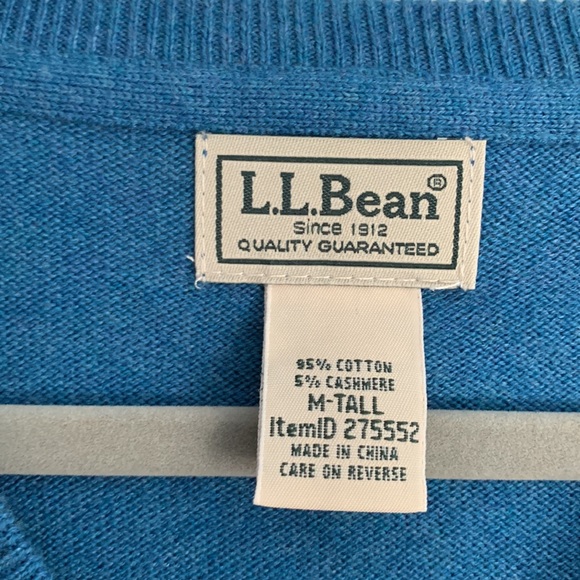 L.L.Bean®
Since 1912
QUALITY GUARANTEED
95% COTTON
5% CASHMERE
M-TALL
ItemID 275552
MADE IN CHINA
CARE ON REVERSE